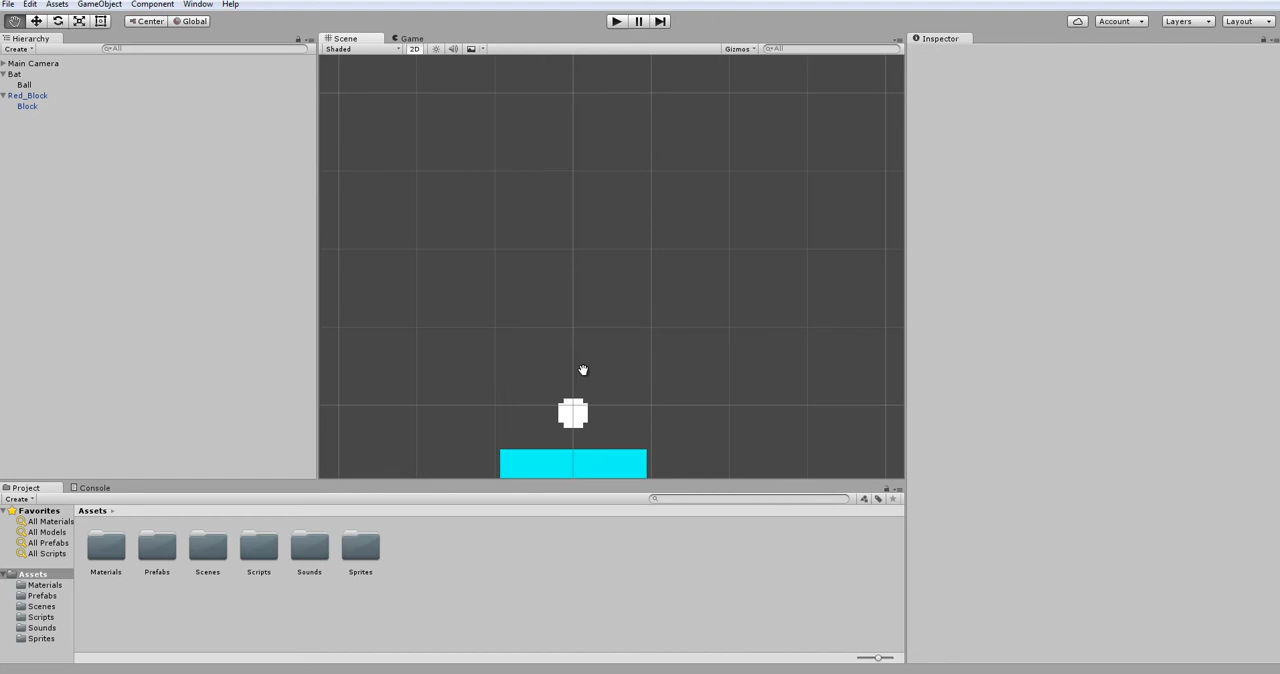 File Edit Assets GameObject Component Window Help
Center Global Account Layers Layout
Hierarchy Scene Game Inspector
Create All Shaded 2D Gizmos All
Main Camera
Bat
Ball
Red_Block
Block
Project Console
Create
Favorites Assets
All Materials
All Models
All Prefabs
All Scripts
Assets
Materials
Prefabs
Scenes
Scripts
Sounds
Sprites
Materials Prefabs Scenes Scripts Sounds Sprites